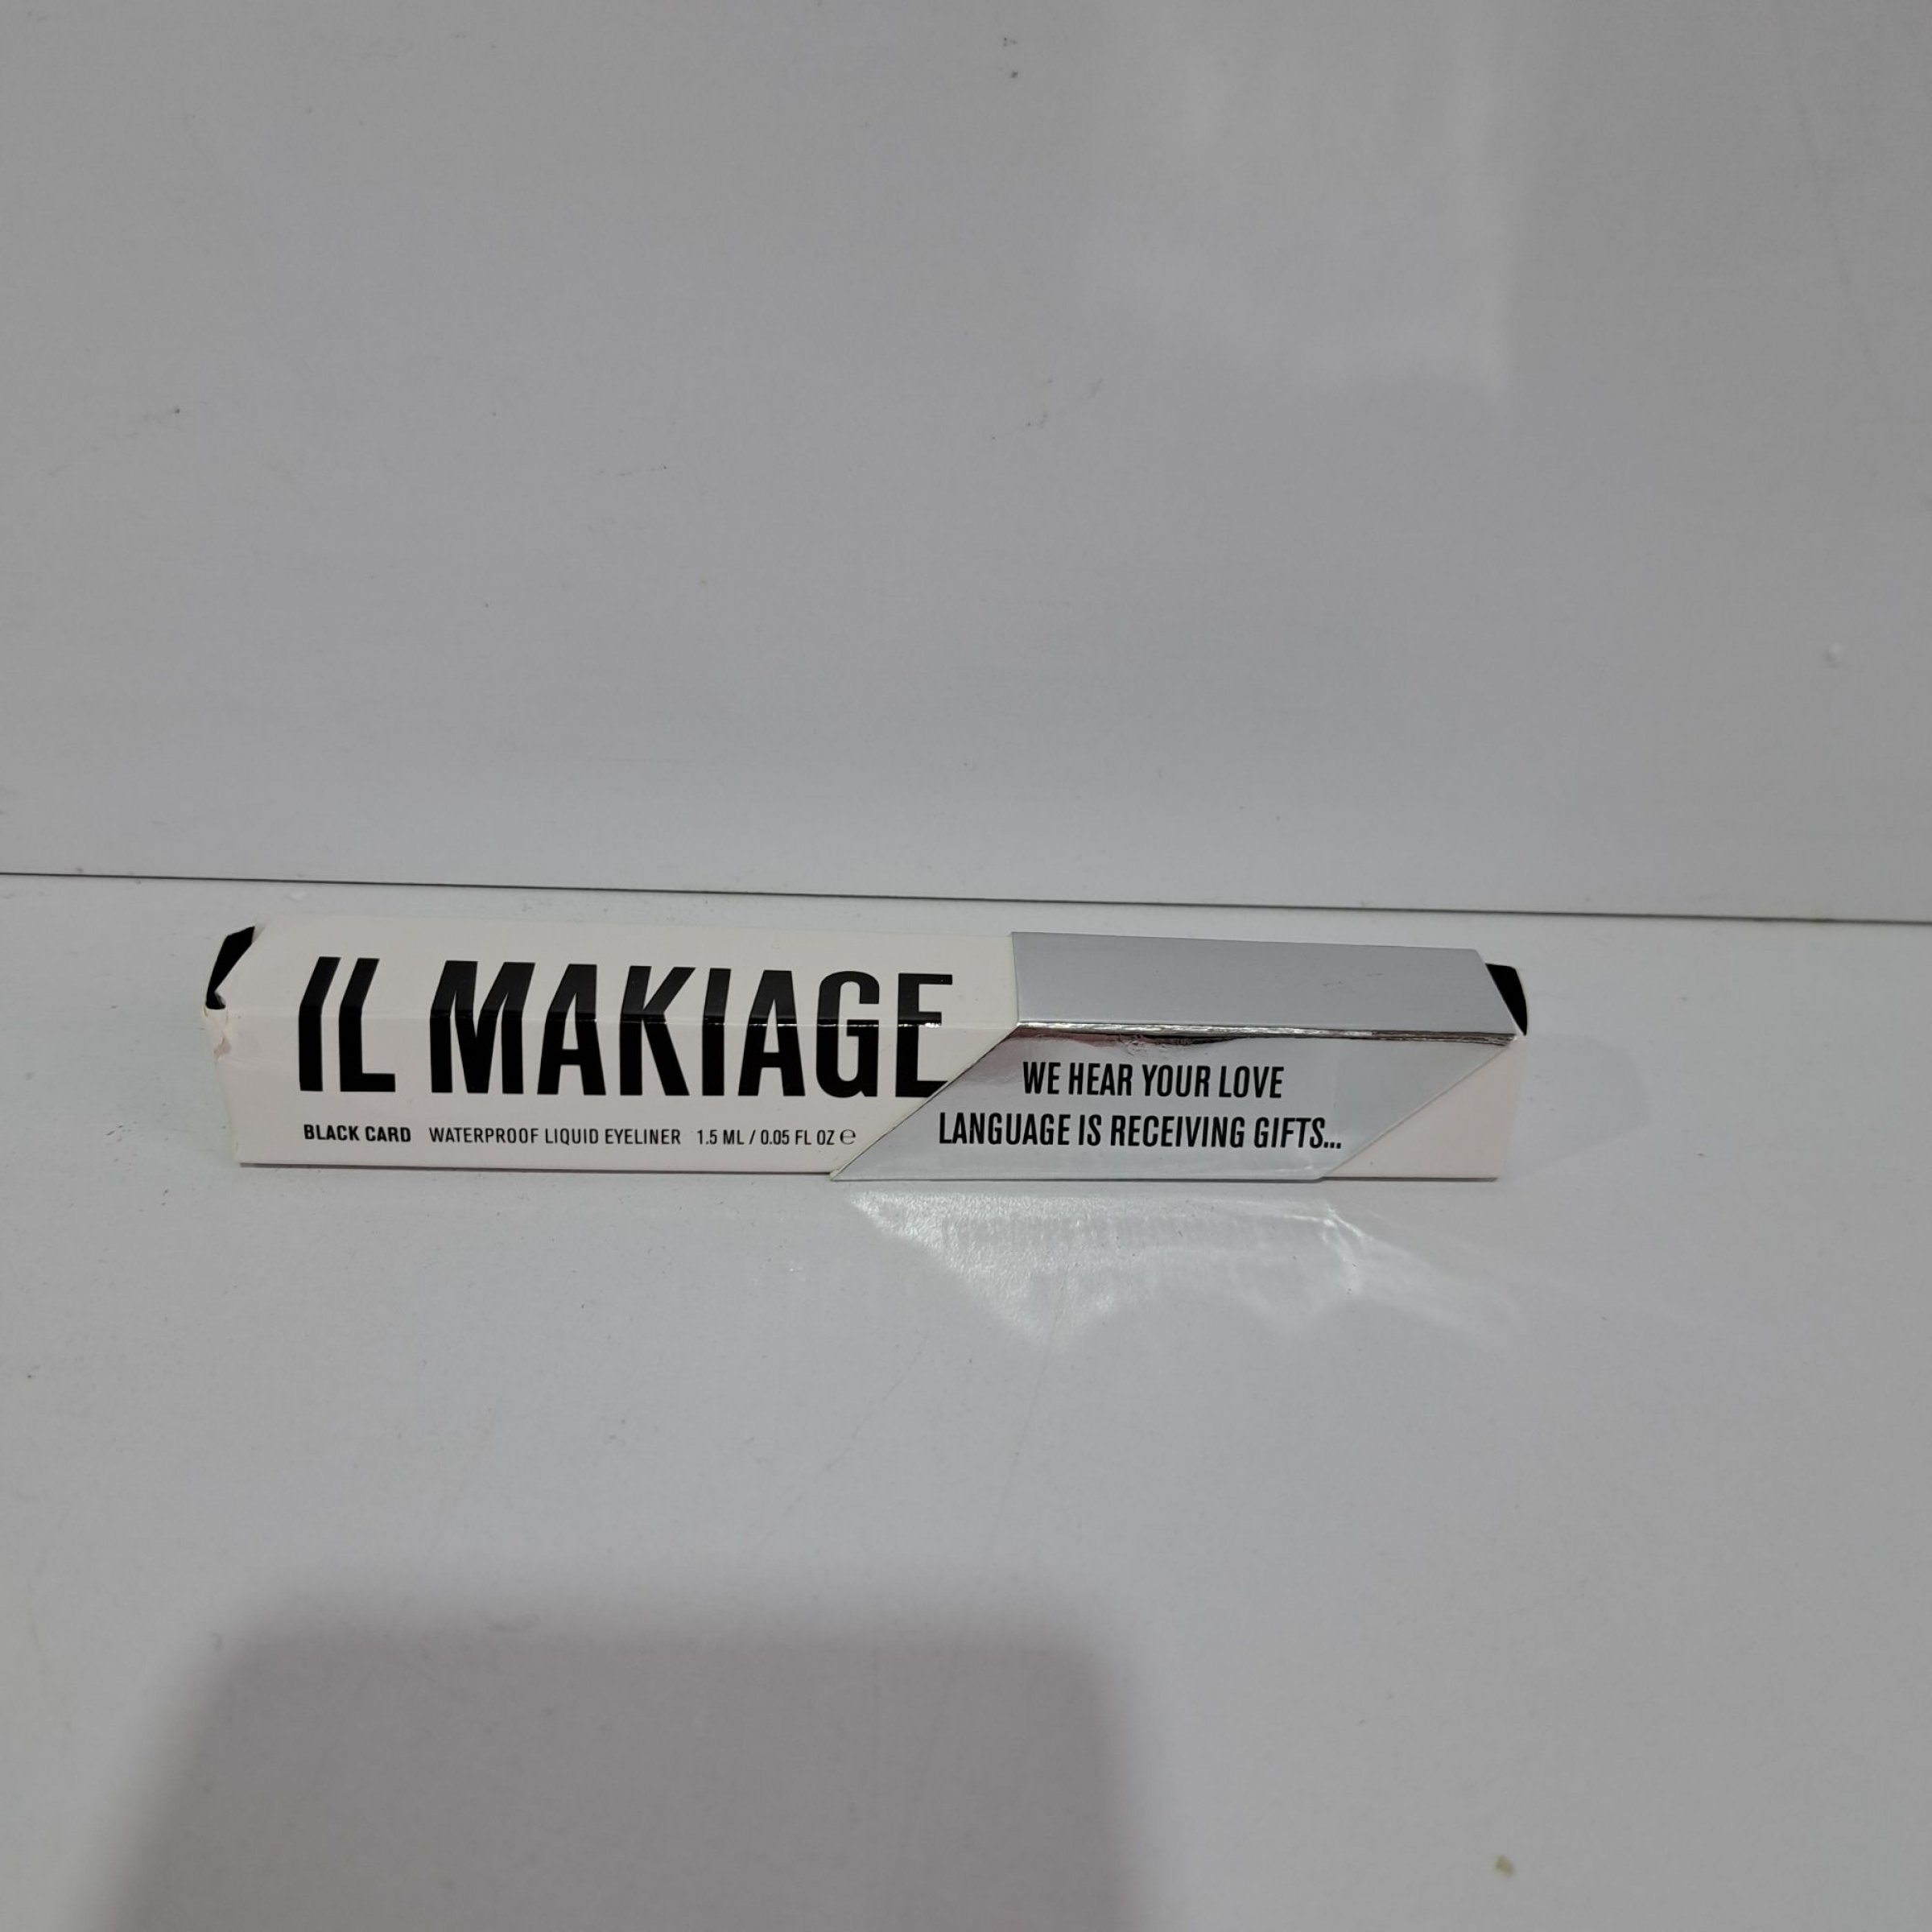 IL MAKIAGE
BLACK CARD WATERPROOF LIQUID EYELINER 1.5 ML / 0.05 FL OZ ℮
WE HEAR YOUR LOVE
LANGUAGE IS RECEIVING GIFTS...